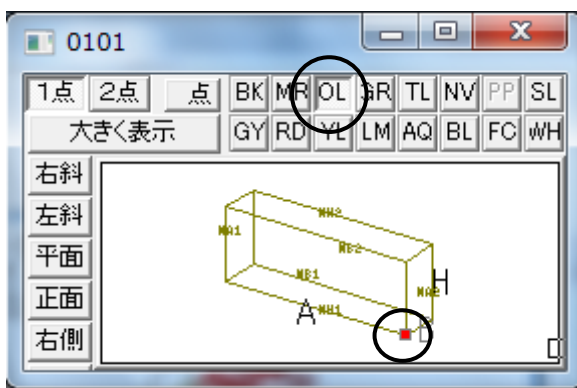 0101
1点 2点 点 BK MR OL GR TL NV PP SL
大きく表示 GY RD YL LM AQ BL FC WH
右斜
左斜
平面
正面
右側
WH2
WA1
WB2
WB1
WA2 H
A WH1
D